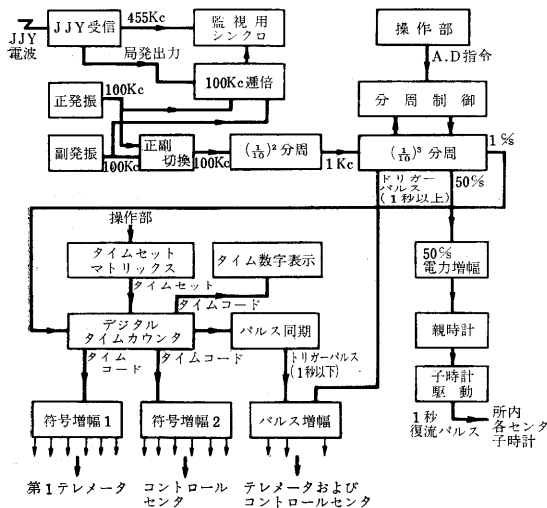 JJY
電波
JJY受信
455Kc
監視用
シンクロ
局発出力
100Kc逓倍
操作部
A.D指令
分周制御
正発振
100Kc
副発振
100Kc
正副
切換
100Kc
(1/10)² 分周
1Kc
(1/10)³ 分周
1c/s
トリガー
パルス
(1秒以上)
50c/s
操作部
タイムセット
マトリックス
タイム数字表示
タイムセット
タイムコード
デジタル
タイムカウンタ
パルス同期
タイム
コード
タイムコード
トリガーパルス
(1秒以下)
符号増幅1
符号増幅2
パルス増幅
第1テレメータ
コントロール
センタ
テレメータおよび
コントロールセンタ
50c/s
電力増幅
親時計
子時計
駆動
1秒
復流パルス
所内
各センタ
子時計